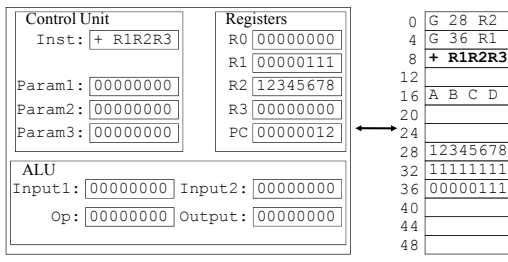 Control Unit
Inst: + R1R2R3
Param1: 00000000
Param2: 00000000
Param3: 00000000
Registers
R0 00000000
R1 00000111
R2 12345678
R3 00000000
PC 00000012
ALU
Input1: 00000000 Input2: 00000000
Op: 00000000 Output: 00000000
0 G 28 R2
4 G 36 R1
8 + R1R2R3
12
16 A B C D
20
24
28 12345678
32 11111111
36 00000111
40
44
48